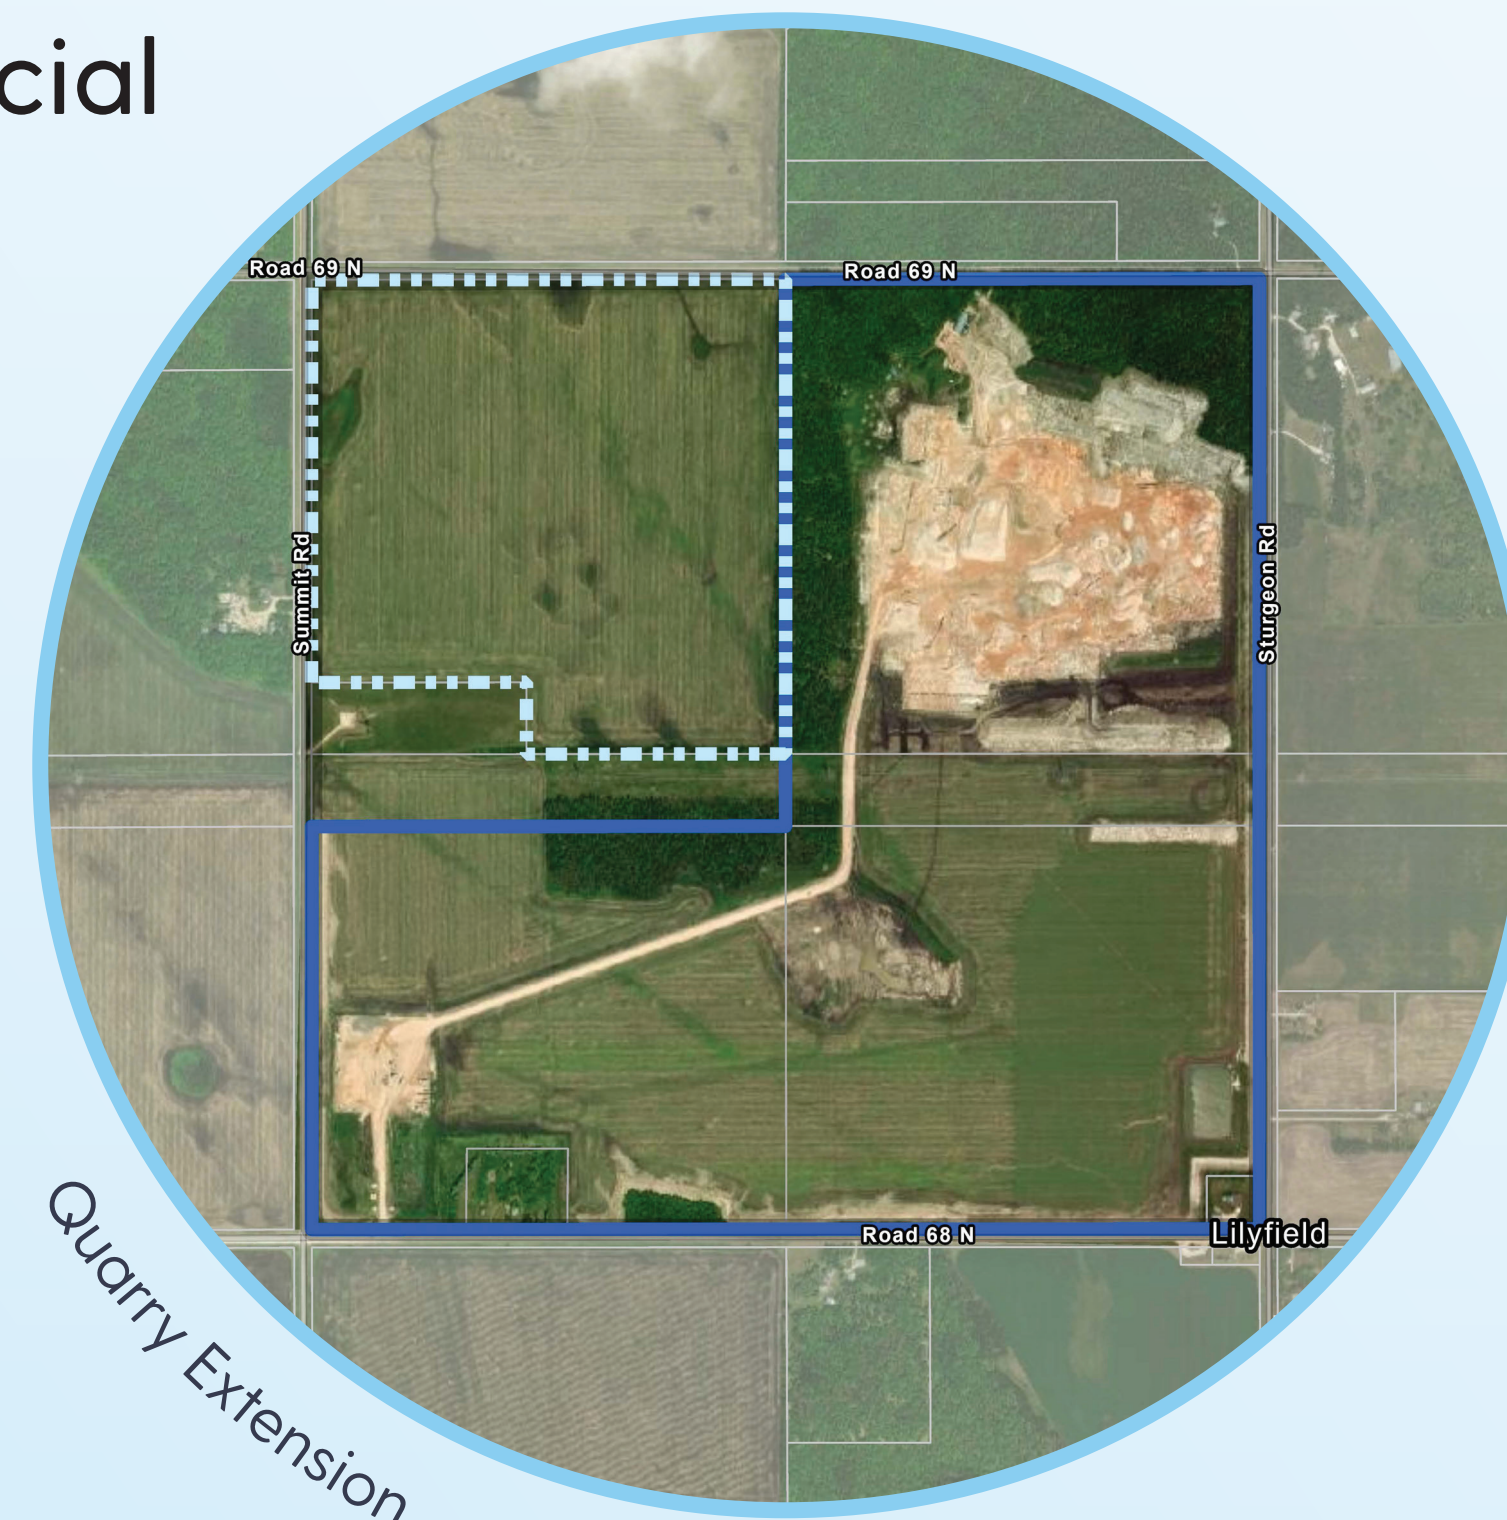 cial
Road 69 N
Road 69 N
Summit Rd
Sturgeon Rd
Road 68 N
Lilyfield
Quarry Extension